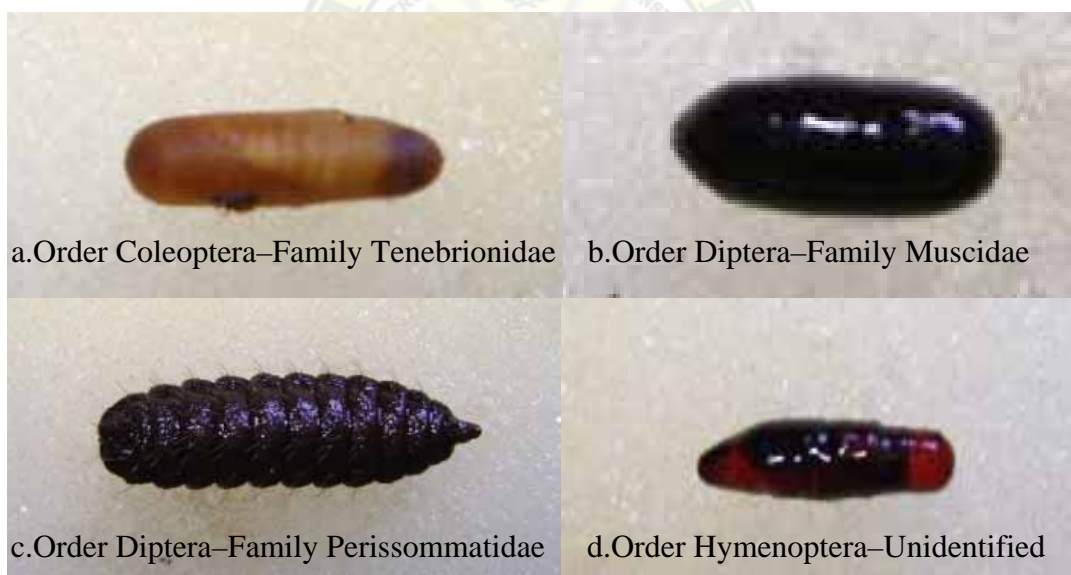 a.Order Coleoptera–Family Tenebrionidae
b.Order Diptera–Family Muscidae
c.Order Diptera–Family Perissommatidae
d.Order Hymenoptera–Unidentified